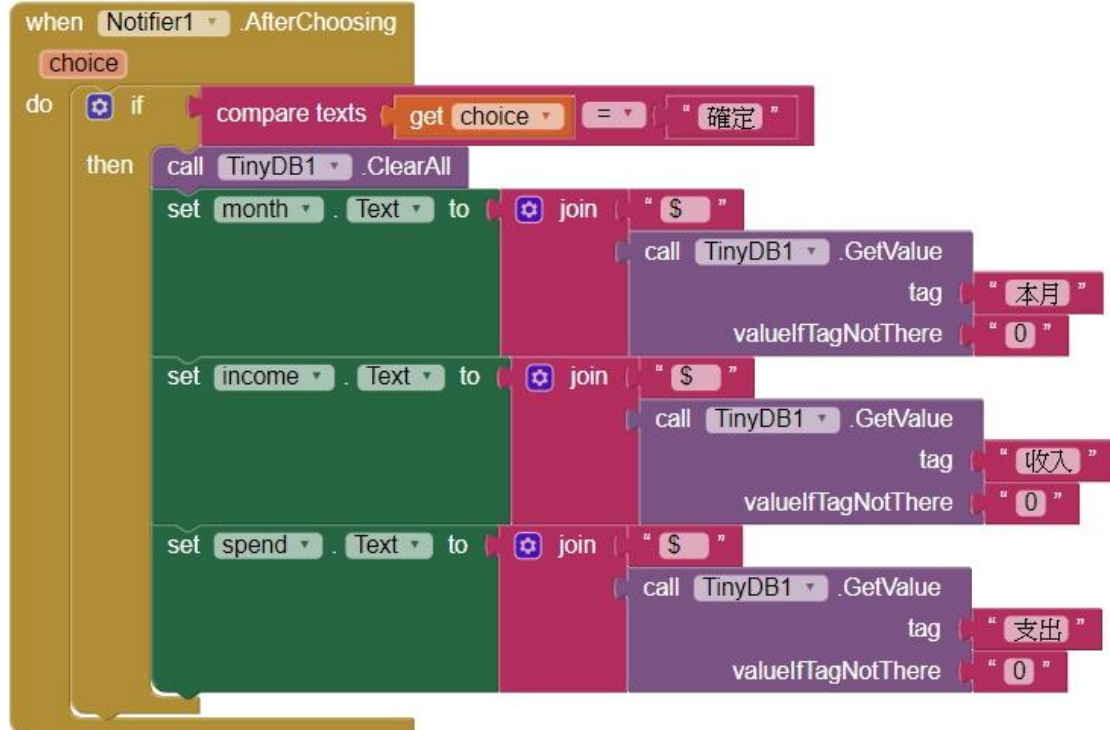 when Notifier1 .AfterChoosing
choice
do if compare texts get choice = " 確定 "
then call TinyDB1 .ClearAll
set month . Text to join " $ "
call TinyDB1 .GetValue
tag " 本月 "
valueIfTagNotThere " 0 "
set income . Text to join " $ "
call TinyDB1 .GetValue
tag " 收入 "
valueIfTagNotThere " 0 "
set spend . Text to join " $ "
call TinyDB1 .GetValue
tag " 支出 "
valueIfTagNotThere " 0 "